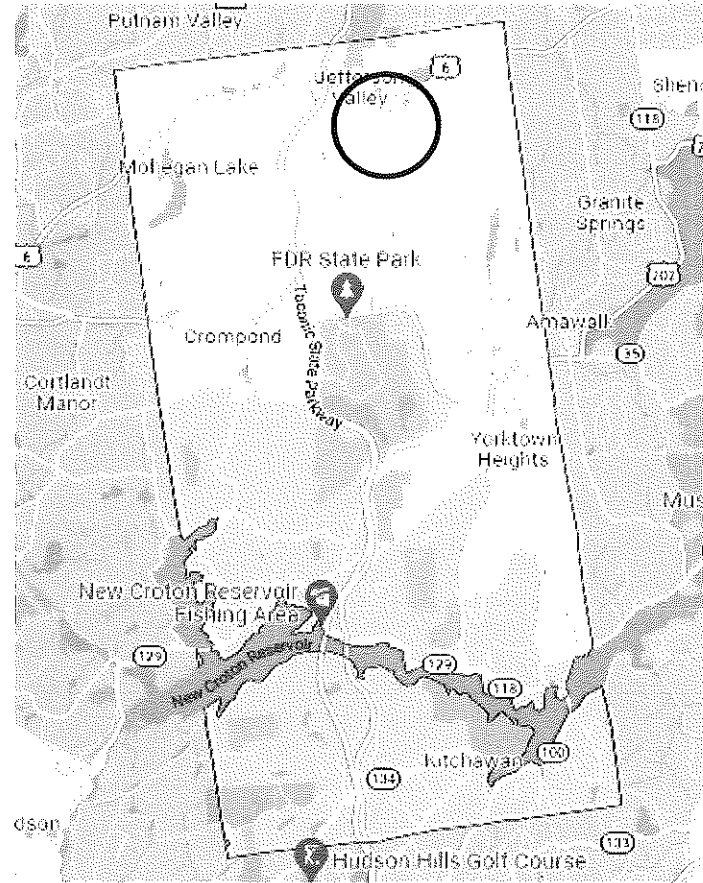 Putnam Valley
Jefferson
Valley
6
Shen
118
Mohegan Lake
Granite
Springs
6
FDR State Park
202
Taconic State Parkway
Crompond
Amawalk
35
Cortlandt
Manor
Yorktown
Heights
Mus
New Croton Reservoir
Fishing Area
129
New Croton Reservoir
129
118
Kitchawan
100
134
dson
133
Hudson Hills Golf Course